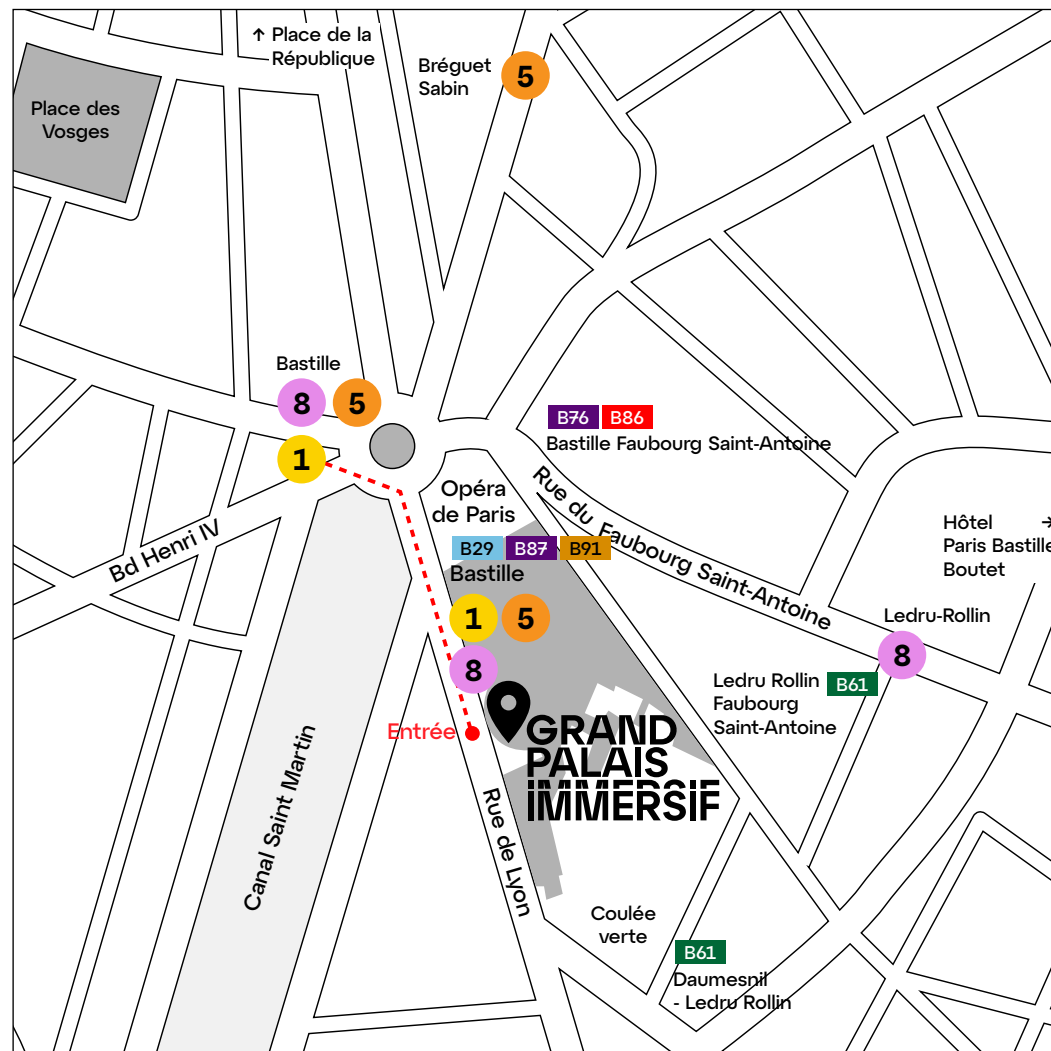 ↑ Place de la
République
Bréguet
Sabin
5
Place des
Vosges
Bastille
8 5
1
B76 B86
Bastille Faubourg Saint-Antoine
Rue du Faubourg Saint-Antoine
Opéra
de Paris
B29 B87 B91
Bastille
1 5
8
Bd Henri IV
Hôtel →
Paris Bastille
Boutet
Ledru-Rollin
8
Ledru Rollin B61
Faubourg
Saint-Antoine
Entrée
GRAND
PALAIS
IMMERSIF
Canal Saint Martin
Rue de Lyon
Coulée
verte
B61
Daumesnil
- Ledru Rollin